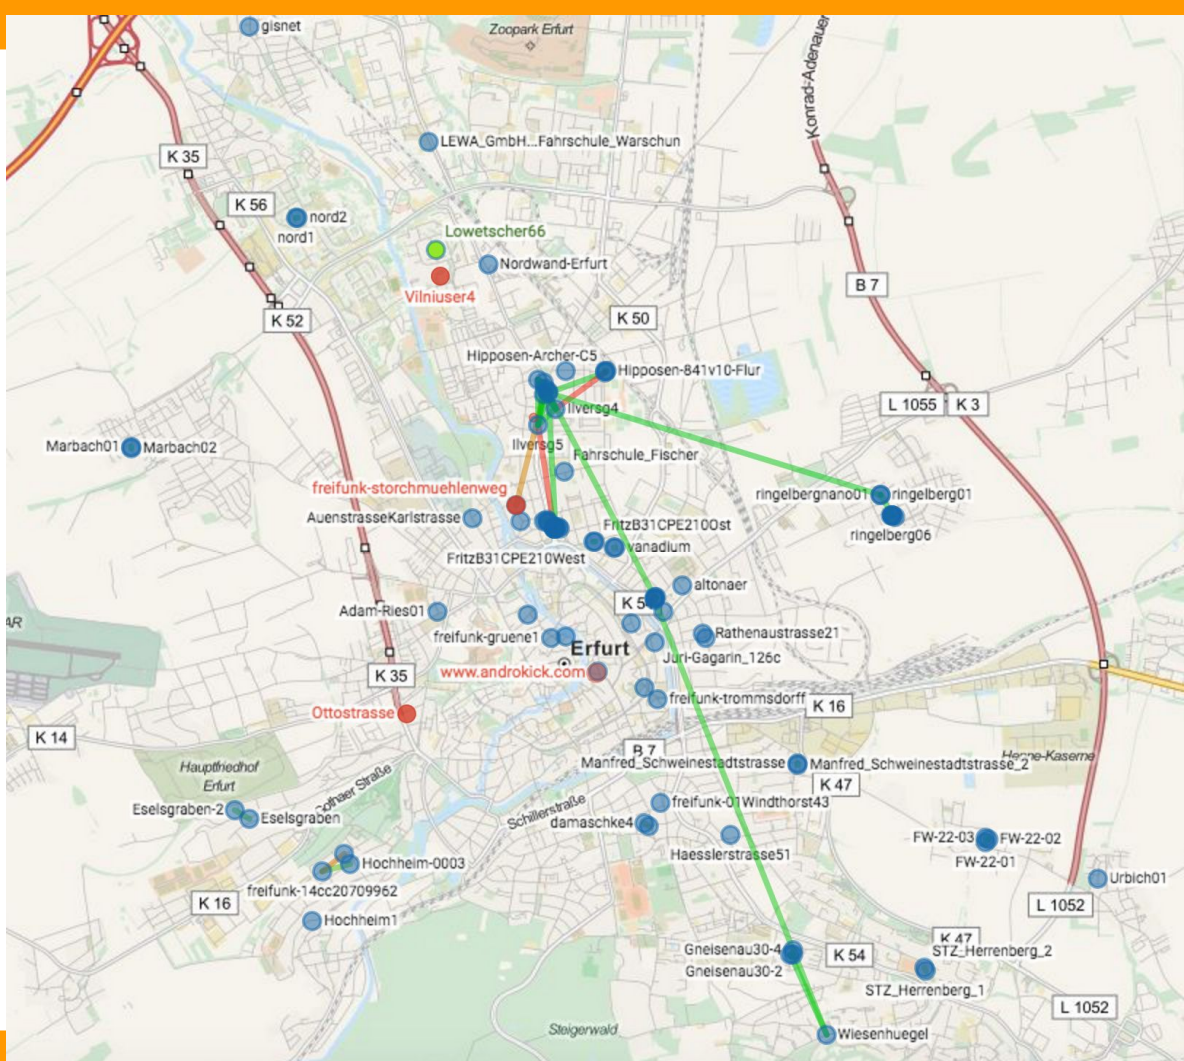 gisnet
Zoopark Erfurt
Konrad-Adenauer
LEWA_GmbH...Fahrschule_Warschun
K 35
K 56
nord2
nord1
Lowetscher66
Nordwand-Erfurt
Vilniuser4
B 7
K 52
K 50
Hipposen-Archer-C5
Hipposen-841v10-Flur
L 1055
K 3
Ilversg4
Marbach01
Marbach02
Ilversg5
Fahrschule_Fischer
freifunk-storchmuehlenweg
ringelbergnano01
ringelberg01
AuenstrasseKarlstrasse
FritzB31CPE210Ost
ringelberg06
FritzB31CPE210West
vanadium
altonaer
Adam-Ries01
K 5
AR
freifunk-gruene1
Rathenaustrasse21
Erfurt
Juri-Gagarin_126c
www.androkick.com
K 35
freifunk-trommsdorff
K 16
Ottostrasse
K 14
B 7
Henne-Kaserne
Manfred_Schweinestadtstrasse
Manfred_Schweinestadtstrasse_2
Hauptfriedhof
Erfurt
K 47
Gothaer Straße
Schillerstraße
freifunk-01Windthorst43
Eselsgraben-2
Eselsgraben
damaschke4
FW-22-03
FW-22-02
Haesslerstrasse51
FW-22-01
Hochheim-0003
Urbich01
freifunk-14cc20709962
K 16
L 1052
Hochheim1
K 47
Gneisenau30-4
K 54
STZ_Herrenberg_2
Gneisenau30-2
STZ_Herrenberg_1
L 1052
Steigerwald
Wiesenhuegel